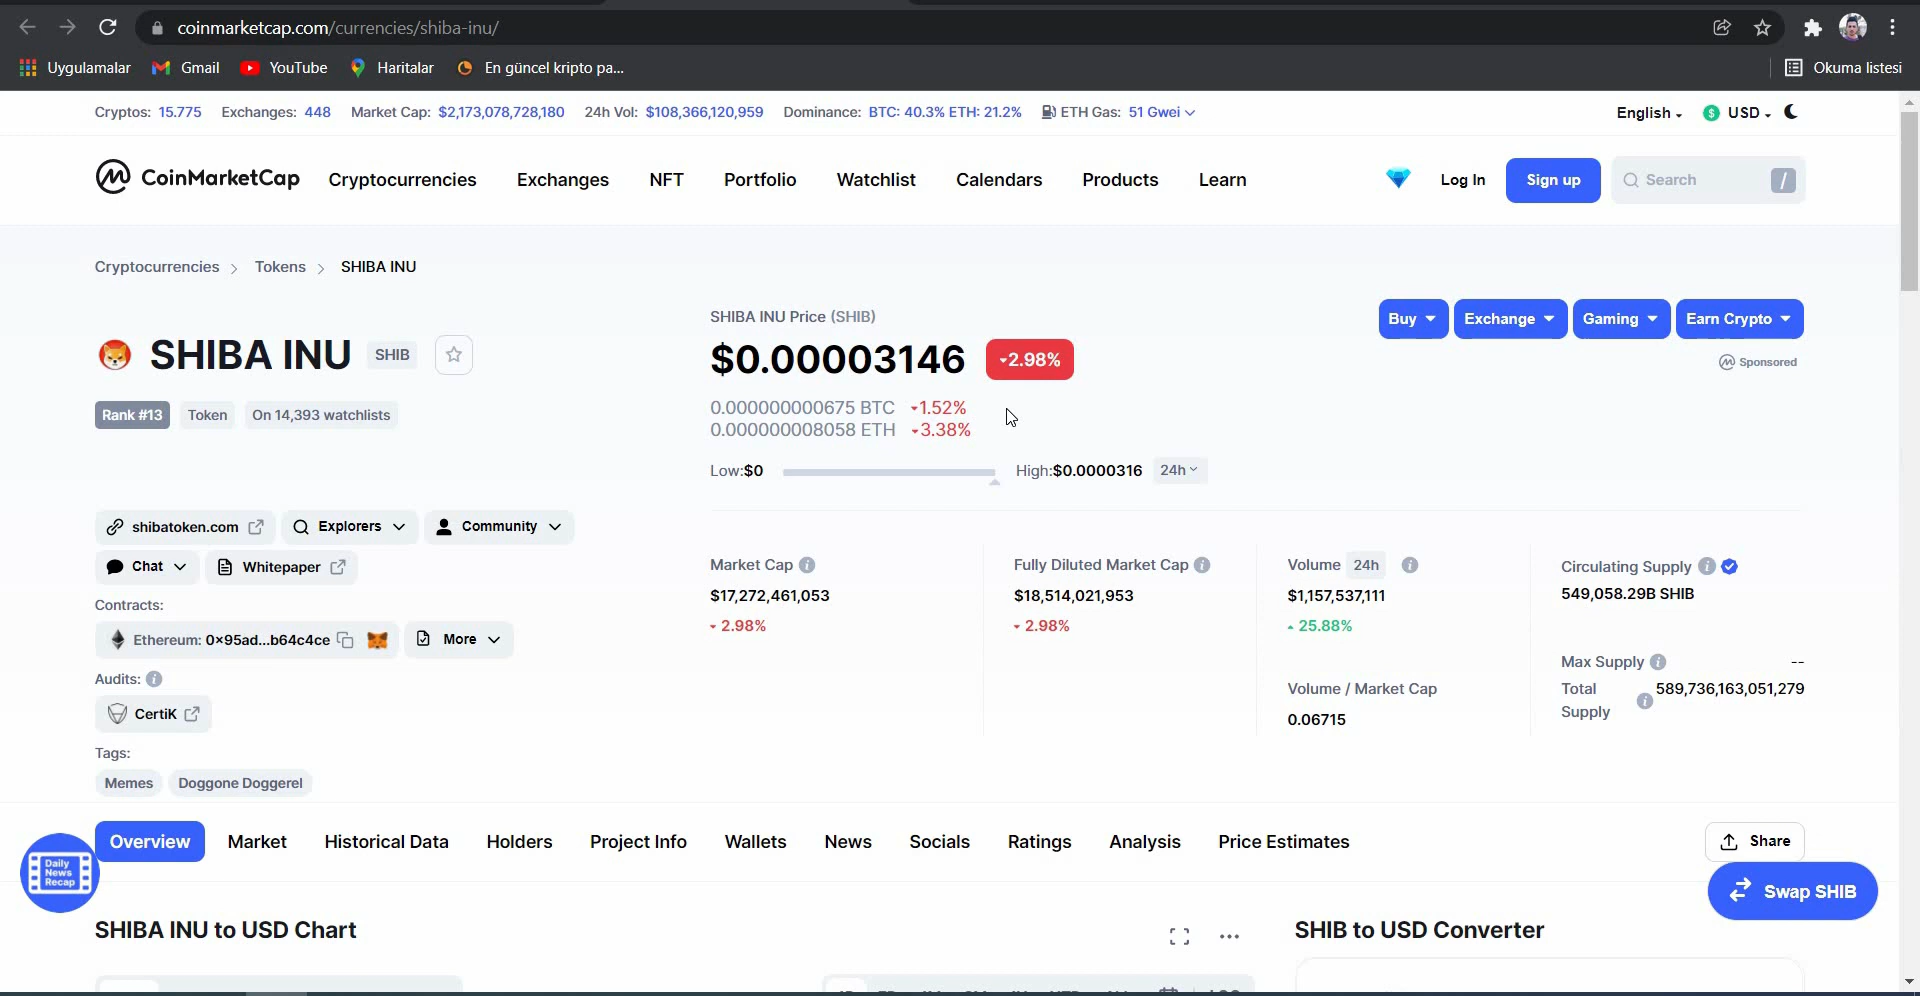 coinmarketcap.com/currencies/shiba-inu/
Uygulamalar Gmail YouTube Haritalar En güncel kripto pa... Okuma listesi
Cryptos: 15.775 Exchanges: 448 Market Cap: $2,173,078,728,180 24h Vol: $108,366,120,959 Dominance: BTC: 40.3% ETH: 21.2% ETH Gas: 51 Gwei English USD
CoinMarketCap Cryptocurrencies Exchanges NFT Portfolio Watchlist Calendars Products Learn Log In Sign up Search /
Cryptocurrencies > Tokens > SHIBA INU
SHIBA INU SHIB
Rank #13 Token On 14,393 watchlists
SHIBA INU Price (SHIB)
$0.00003146 2.98%
0.000000000675 BTC 1.52%
0.000000008058 ETH 3.38%
Low:$0 High:$0.0000316 24h
Buy Exchange Gaming Earn Crypto
Sponsored
shibatoken.com Explorers Community
Chat Whitepaper
Contracts:
Ethereum: 0x95ad...b64c4ce More
Audits:
CertiK
Tags:
Memes Doggone Doggerel
Market Cap
$17,272,461,053
2.98%
Fully Diluted Market Cap
$18,514,021,953
2.98%
Volume 24h
$1,157,537,111
25.88%
Volume / Market Cap
0.06715
Circulating Supply
549,058.29B SHIB
Max Supply --
Total Supply 589,736,163,051,279
Overview Market Historical Data Holders Project Info Wallets News Socials Ratings Analysis Price Estimates Share
Daily
News
Recap
Swap SHIB
SHIBA INU to USD Chart
SHIB to USD Converter